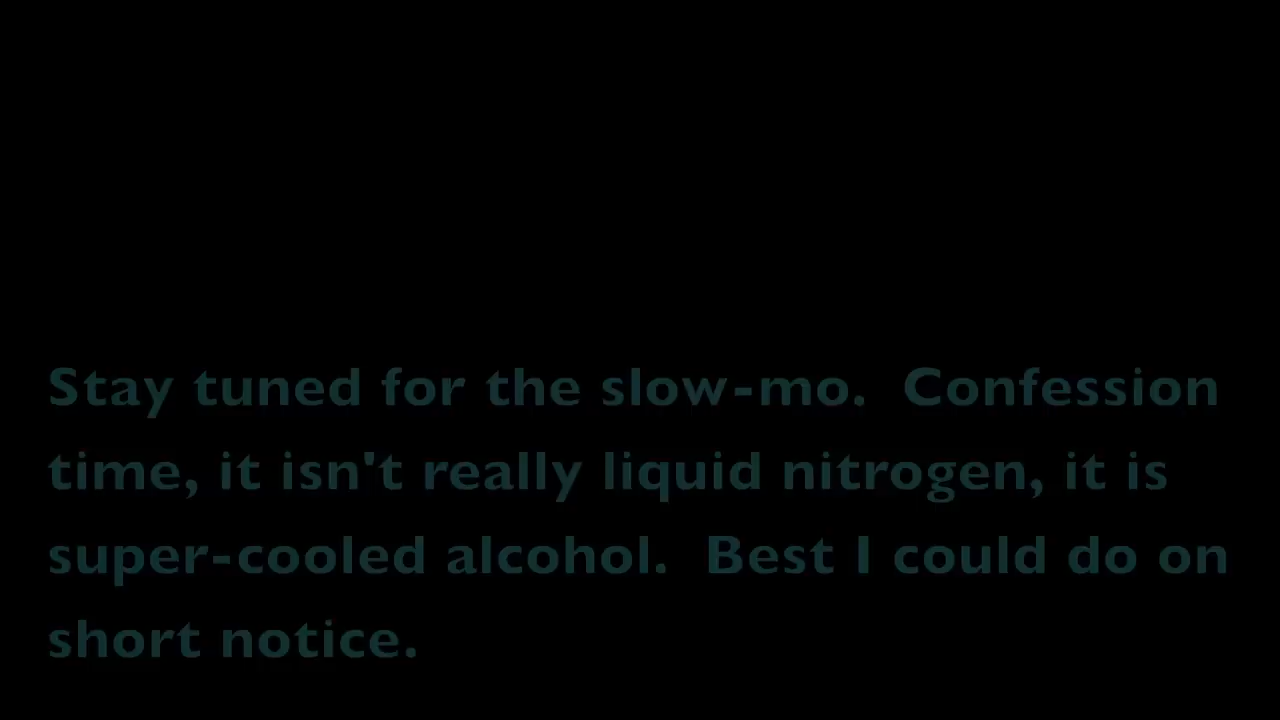 Stay tuned for the slow-mo.  Confession
time, it isn't really liquid nitrogen, it is
super-cooled alcohol.  Best I could do on
short notice.